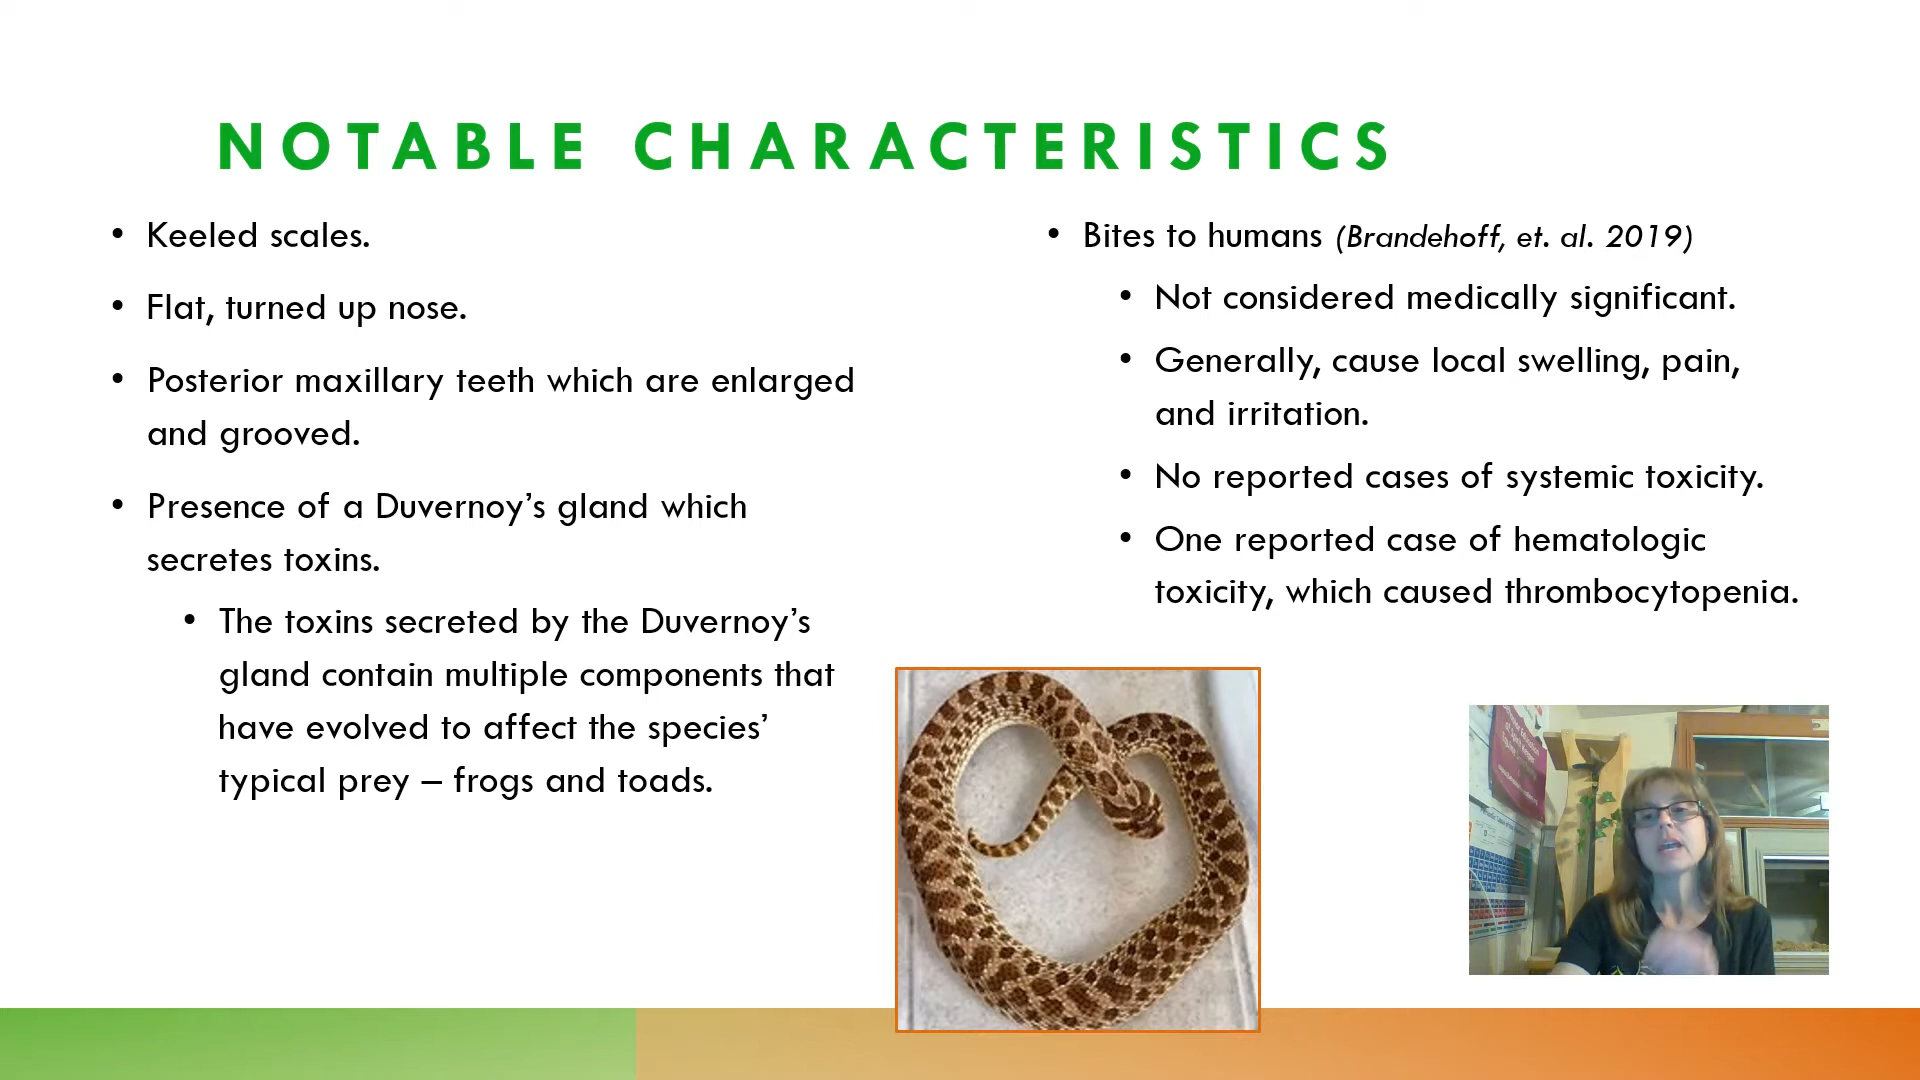 NOTABLE CHARACTERISTICS
• Keeled scales.
• Flat, turned up nose.
• Posterior maxillary teeth which are enlarged
and grooved.
• Presence of a Duvernoy’s gland which
secretes toxins.
• The toxins secreted by the Duvernoy’s
gland contain multiple components that
have evolved to affect the species’
typical prey – frogs and toads.
• Bites to humans (Brandehoff, et. al. 2019)
• Not considered medically significant.
• Generally, cause local swelling, pain,
and irritation.
• No reported cases of systemic toxicity.
• One reported case of hematologic
toxicity, which caused thrombocytopenia.